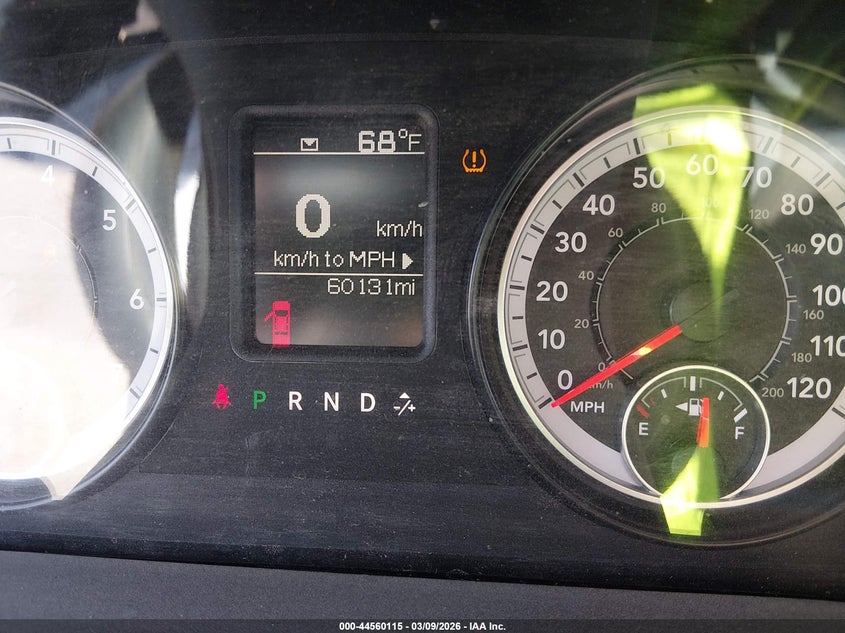 68°F
0 km/h
km/h to MPH
60131mi
P R N D -/+
4
5
6
0 10 20 30 40 50 60 70 80 90 100 110 120
MPH
0 20 40 60 80 100 120 140 160 180 200
km/h
E F
000-44560115 - 03/09/2026 - IAA Inc.